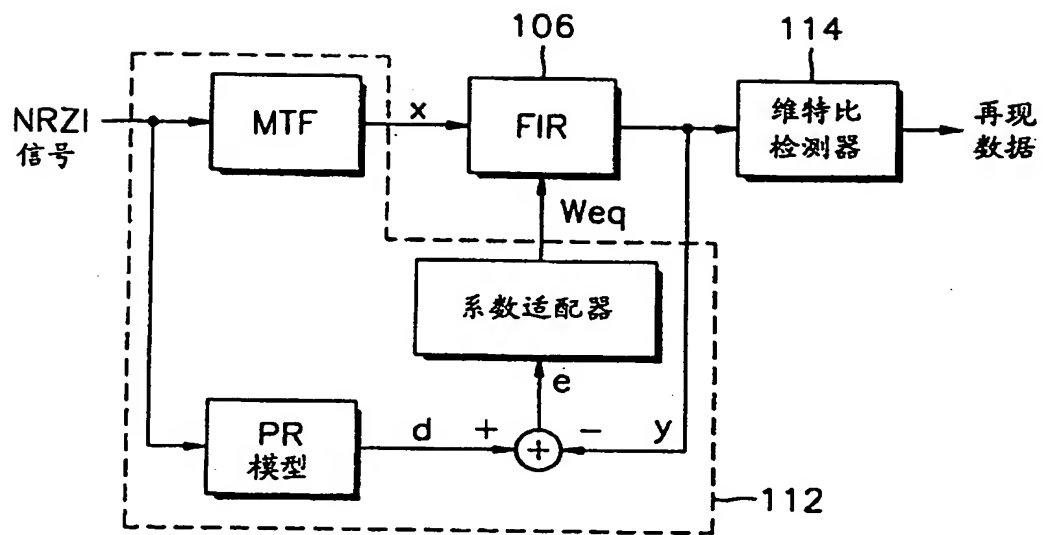 106
114
NRZI
信号
MTF
x
FIR
维特比
检测器
再现
数据
Weq
系数适配器
e
PR
模型
d
+
+
−
y
112